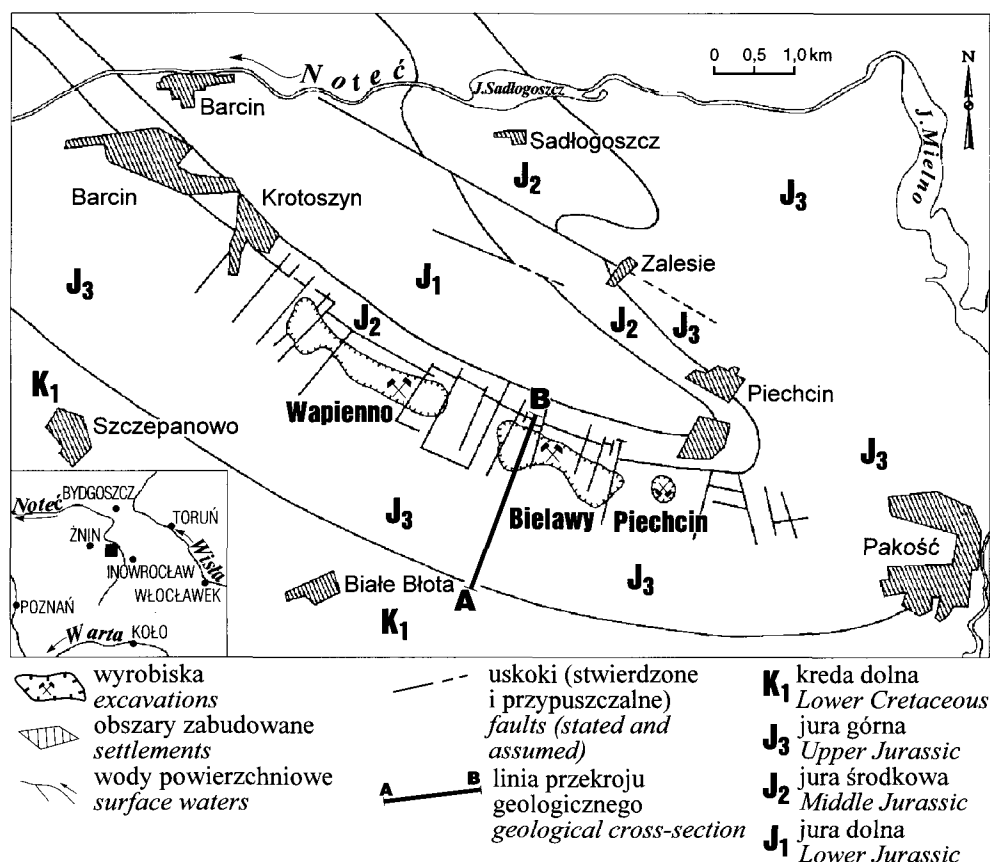 0 0,5 1,0 km
N
Noteć
Barcin
J.Sadłogoszcz
Sadłogoszcz
J2
J3
J.Mielno
Barcin
Krotoszyn
J3
J1
Zalesie
J2
J2
J3
K1
Szczepanowo
Wapienno
B
Piechcin
J3
J3
Bielawy
Piechcin
Pakość
Białe Błota
A
J3
K1
Noteć
BYDGOSZCZ
TORUŃ
ŻNIN
Wisła
INOWROCŁAW
WŁOCŁAWEK
POZNAŃ
Warta
KOŁO
wyrobiska
excavations
obszary zabudowane
settlements
wody powierzchniowe
surface waters
uskoki (stwierdzone
i przypuszczalne)
faults (stated and
assumed)
A B
linia przekroju
geologicznego
geological cross-section
K1 kreda dolna
Lower Cretaceous
J3 jura górna
Upper Jurassic
J2 jura środkowa
Middle Jurassic
J1 jura dolna
Lower Jurassic